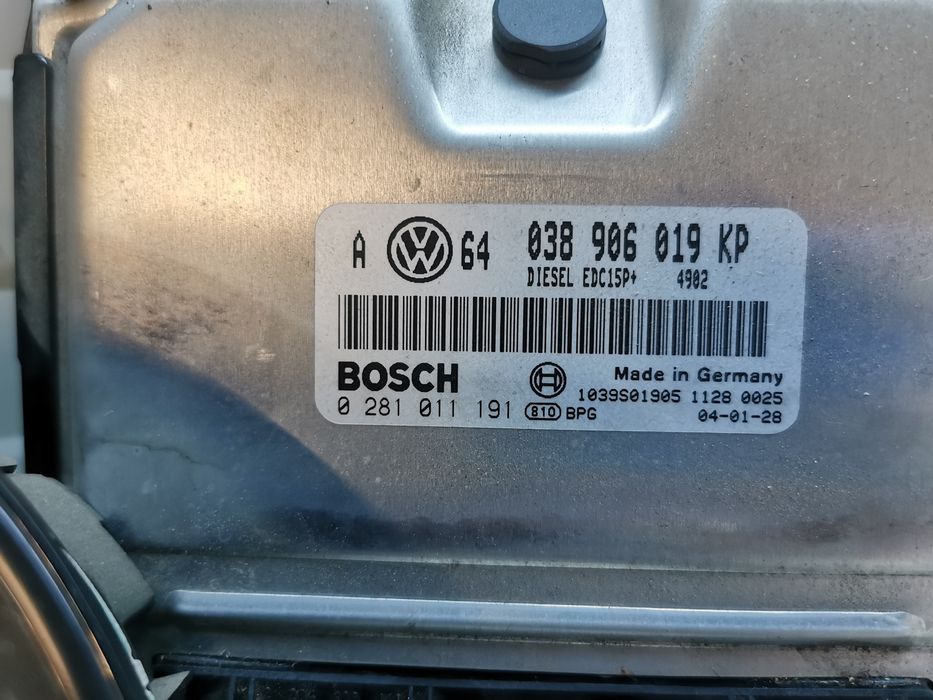 A VW 64 038 906 019 KP
DIESEL EDC15P+ 4902
BOSCH Made in Germany
1039S01905 1128 0025
0 281 011 191 810 BPG 04-01-28